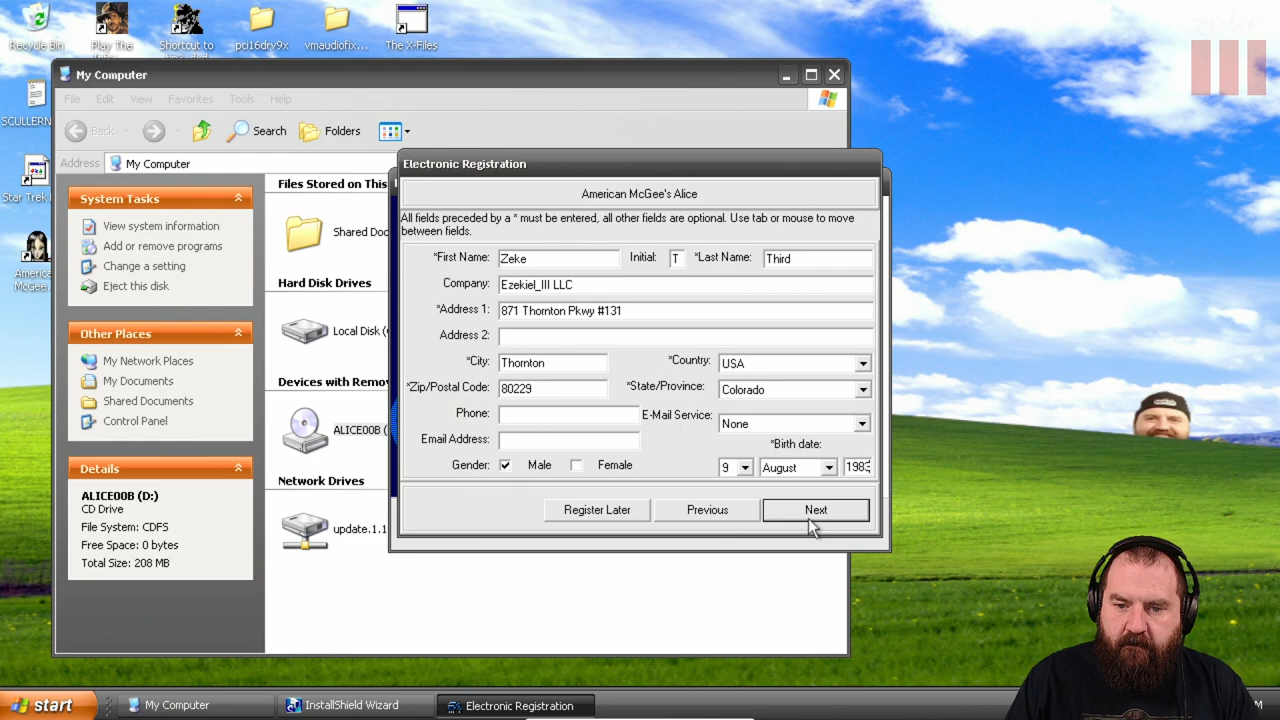 Recycle Bin
Play The
Shortcut to
pci16drv9x
vmaudiofix...
The X-Files
SCULLERN
Star Trek
America
McGee.
My Computer
File Edit View Favorites Tools Help
Back
Search
Folders
Address
My Computer
System Tasks
View system information
Add or remove programs
Change a setting
Eject this disk
Other Places
My Network Places
My Documents
Shared Documents
Control Panel
Details
ALICE00B (D:)
CD Drive
File System: CDFS
Free Space: 0 bytes
Total Size: 208 MB
Files Stored on This
Shared Doc
Hard Disk Drives
Local Disk (
Devices with Remov
ALICE00B (
Network Drives
update.1.1
Electronic Registration
American McGee's Alice
All fields preceded by a * must be entered, all other fields are optional. Use tab or mouse to move
between fields.
*First Name: Zeke Initial: T *Last Name: Third
Company: Ezekiel_III LLC
*Address 1: 871 Thornton Pkwy #131
Address 2:
*City: Thornton *Country: USA
*Zip/Postal Code: 80229 *State/Province: Colorado
Phone: E-Mail Service: None
Email Address: *Birth date:
Gender: Male Female 9 August 1983
Register Later Previous Next
start
My Computer
InstallShield Wizard
Electronic Registration
M